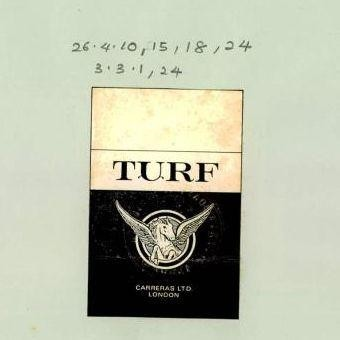 26.4.10, 15, 18, 24
3.3.1, 24
TURF
CARRERAS LTD
LONDON